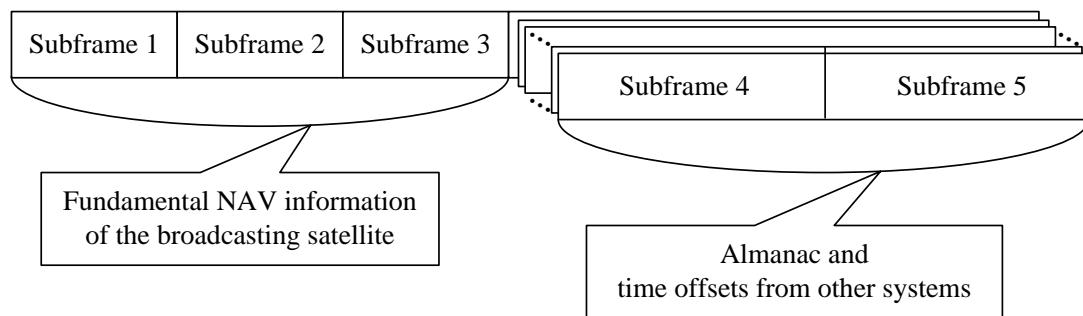 Subframe 1
Subframe 2
Subframe 3
Subframe 4
Subframe 5
Fundamental NAV information
of the broadcasting satellite
Almanac and
time offsets from other systems